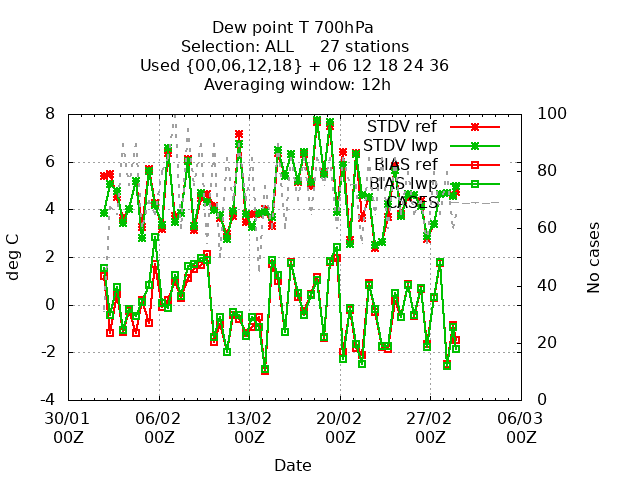 Dew point T 700hPa
Selection: ALL 27 stations
Used {00,06,12,18} + 06 12 18 24 36
Averaging window: 12h
STDV ref
STDV lwp
BIAS ref
BIAS lwp
CASES
deg C
8
6
4
2
0
-2
-4
No cases
100
80
60
40
20
0
30/01 06/02 13/02 20/02 27/02 06/03
00Z 00Z 00Z 00Z 00Z 00Z
Date